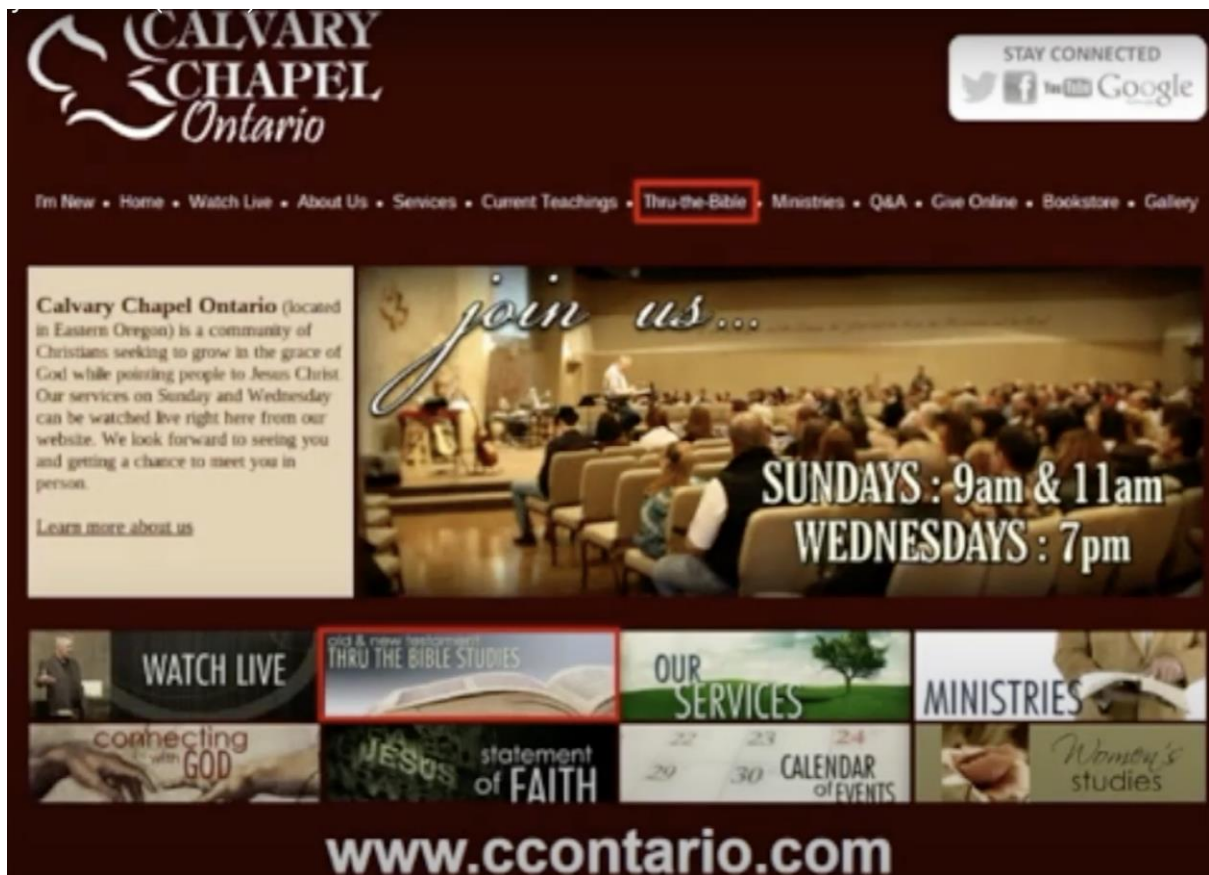 CALVARY
CHAPEL
Ontario
STAY CONNECTED
You Tube Google
I'm New • Home • Watch Live • About Us • Services • Current Teachings • Thru-the-Bible • Ministries • Q&A • Give Online • Bookstore • Gallery
Calvary Chapel Ontario (located
in Eastern Oregon) is a community of
Christians seeking to grow in the grace of
God while pointing people to Jesus Christ.
Our services on Sunday and Wednesday
can be watched live right here from our
website. We look forward to seeing you
and getting a chance to meet you in
person.
Learn more about us
join us...
SUNDAYS : 9am & 11am
WEDNESDAYS : 7pm
WATCH LIVE
old & new testament
THRU THE BIBLE STUDIES
OUR
SERVICES
MINISTRIES
connecting
with GOD
JESUS
statement
of FAITH
22 23 24
29 30
CALENDAR
of EVENTS
Women's
studies
www.ccontario.com